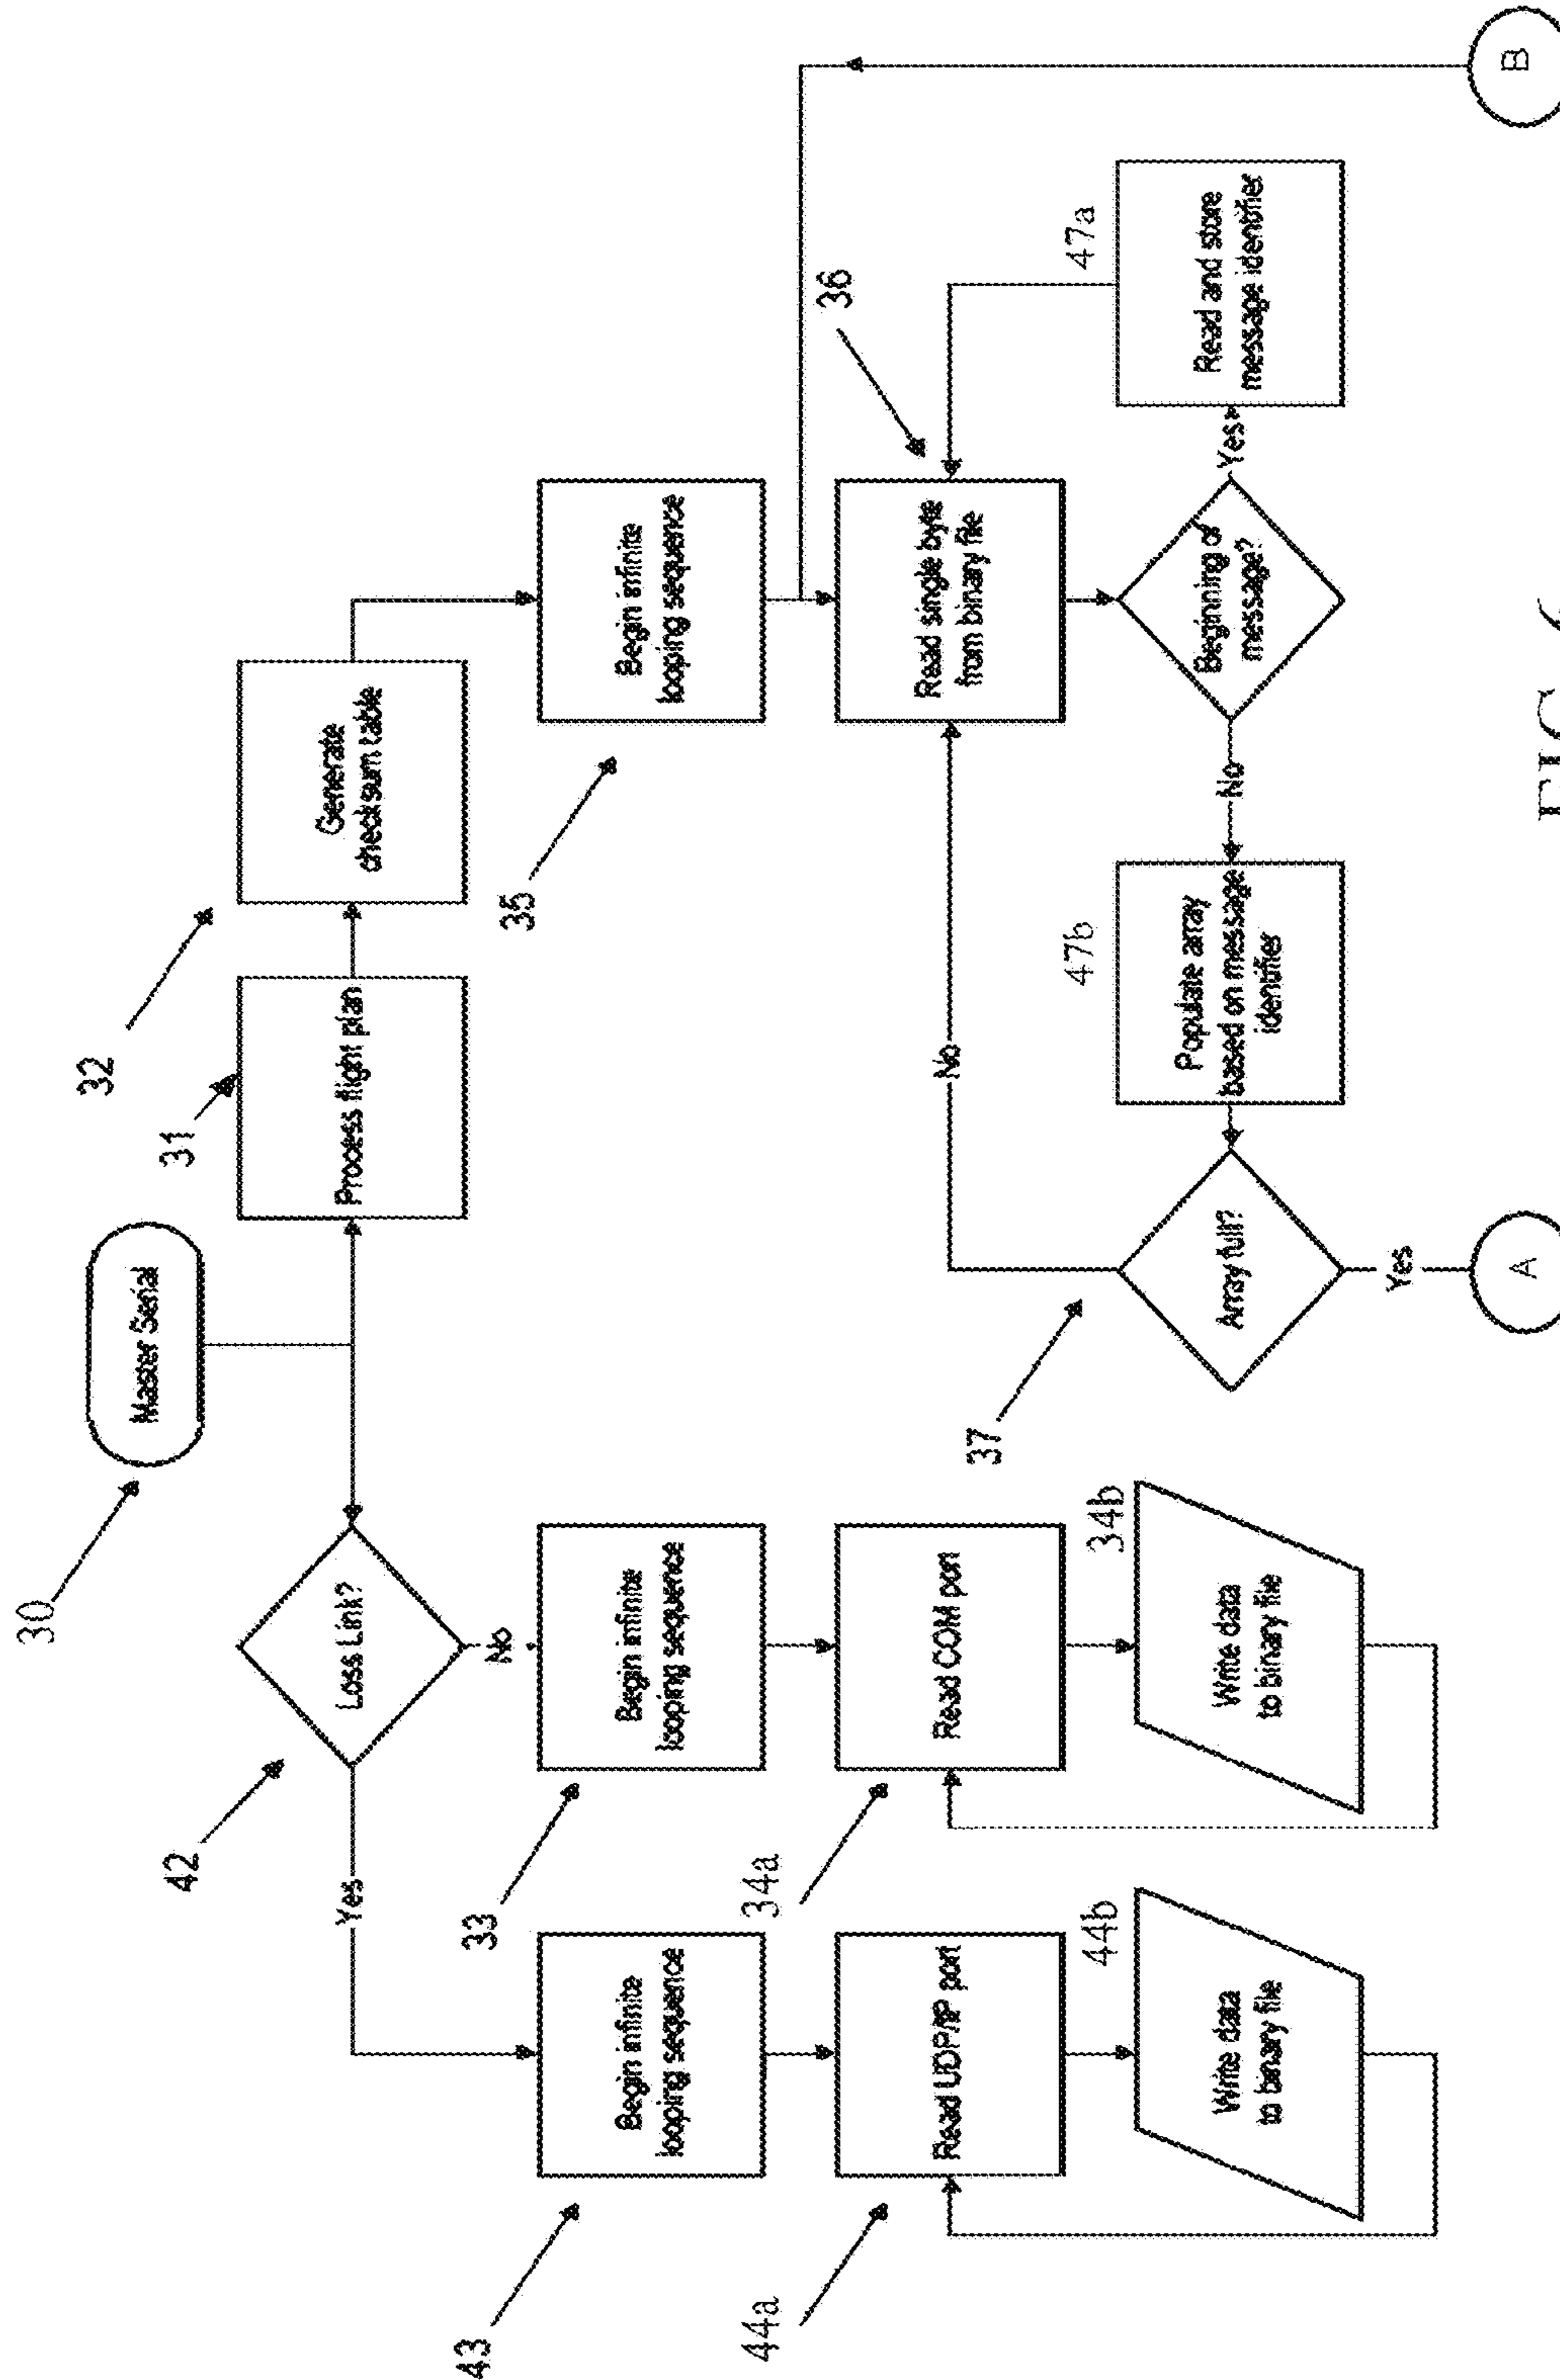 30
Master Serial
32
31
42
Loss Link?
Process flight plan
Generate
checksum table
Yes
No
43
33
35
Begin infinite
looping sequence
Begin infinite
looping sequence
Begin infinite
looping sequence
44a
34a
36
Read UDP/IP port
Read COM port
Read single byte
from binary file
No
44b
34b
37
47b
47a
Write data
to binary file
Write data
to binary file
Array full?
Populate array
based on message
identifier
No
Beginning of
message?
Yes
Read and store
message identifier
Yes
A
B
FIG.